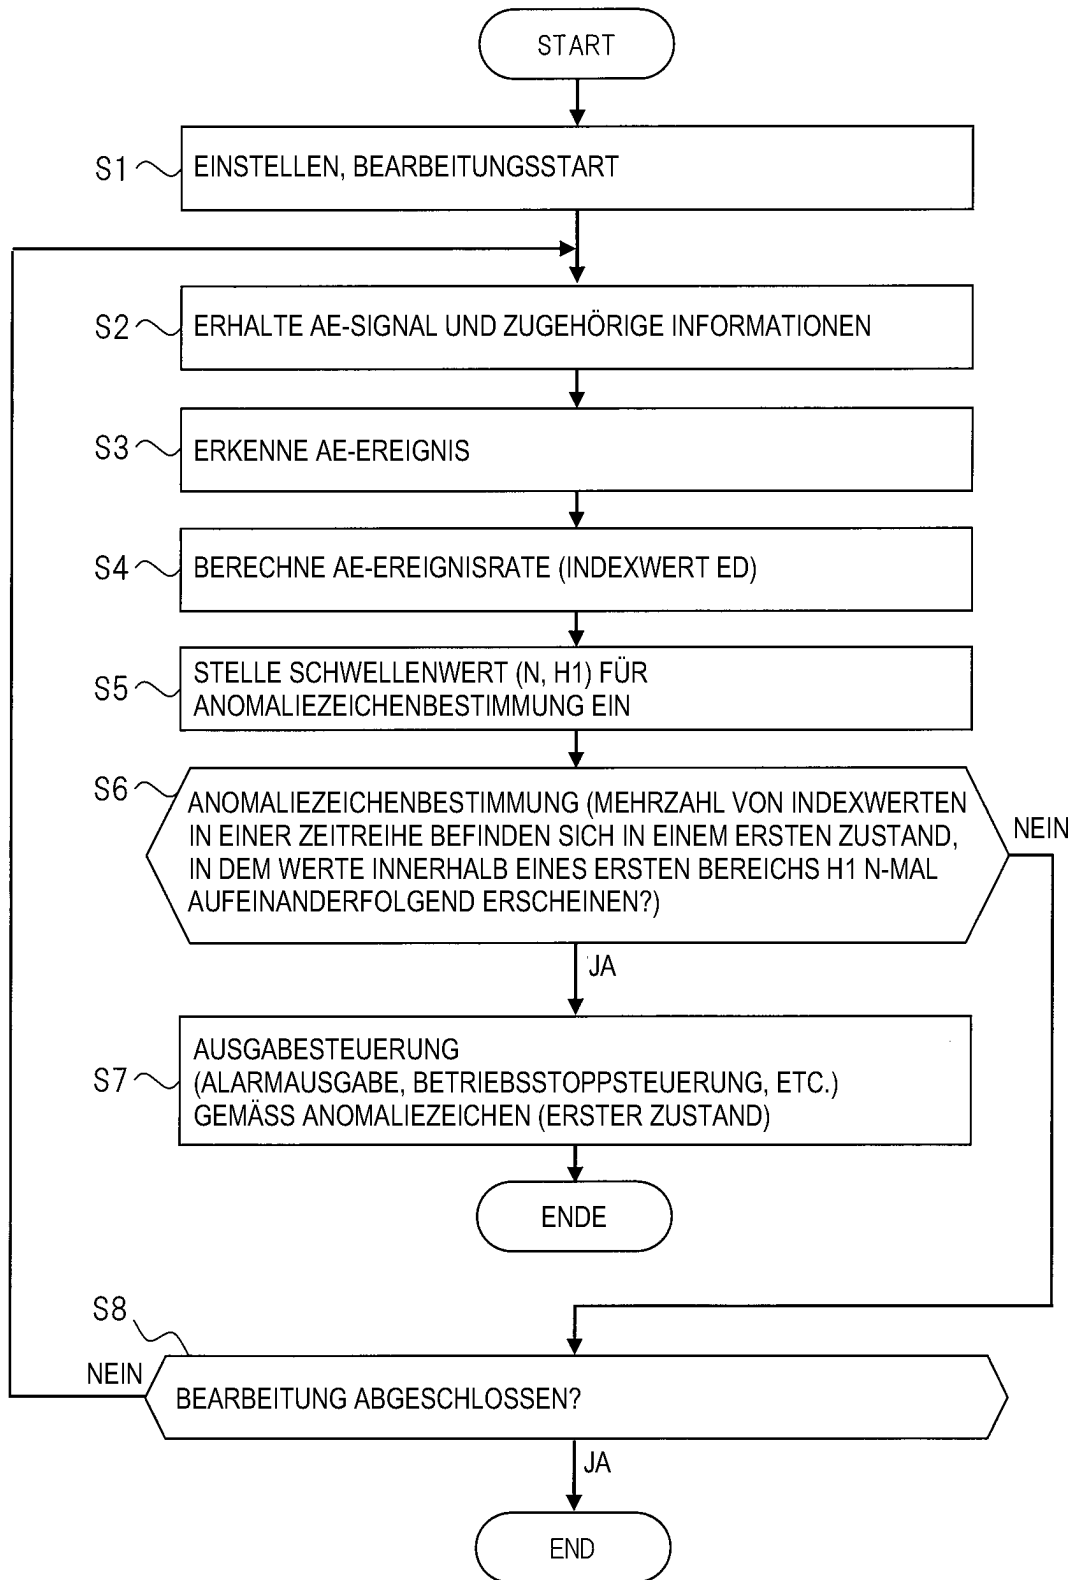 START
S1
EINSTELLEN, BEARBEITUNGSSTART
S2
ERHALTE AE-SIGNAL UND ZUGEHÖRIGE INFORMATIONEN
S3
ERKENNE AE-EREIGNIS
S4
BERECHNE AE-EREIGNISRATE (INDEXWERT ED)
S5
STELLE SCHWELLENWERT (N, H1) FÜR
ANOMALIEZEICHENBESTIMMUNG EIN
S6
ANOMALIEZEICHENBESTIMMUNG (MEHRZAHL VON INDEXWERTEN
IN EINER ZEITREIHE BEFINDEN SICH IN EINEM ERSTEN ZUSTAND,
IN DEM WERTE INNERHALB EINES ERSTEN BEREICHS H1 N-MAL
AUFEINANDERFOLGEND ERSCHEINEN?)
NEIN
JA
S7
AUSGABESTEUERUNG
(ALARMAUSGABE, BETRIEBSSTOPPSTEUERUNG, ETC.)
GEMÄSS ANOMALIEZEICHEN (ERSTER ZUSTAND)
ENDE
S8
NEIN
BEARBEITUNG ABGESCHLOSSEN?
JA
END